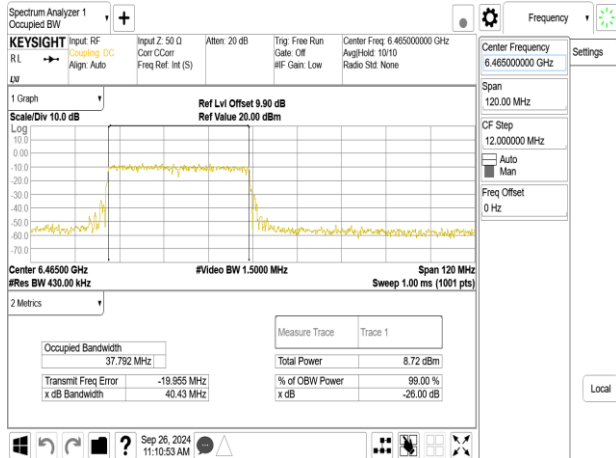 Spectrum Analyzer 1
Occupied BW
+
Frequency
KEYSIGHT
RL
Input: RF
Coupling: DC
Align: Auto
Input Z: 50 Ω
Corr CCorr
Freq Ref: Int (S)
Atten: 20 dB
Trig: Free Run
Gate: Off
#IF Gain: Low
Center Freq: 6.465000000 GHz
Avg|Hold: 10/10
Radio Std: None
LXI
Center Frequency
6.465000000 GHz
Settings
Span
120.00 MHz
CF Step
12.000000 MHz
Auto
Man
Freq Offset
0 Hz
1 Graph
Scale/Div 10.0 dB
Ref Lvl Offset 9.90 dB
Ref Value 20.00 dBm
Log
10.0
0.00
-10.0
-20.0
-30.0
-40.0
-50.0
-60.0
-70.0
Center 6.46500 GHz
#Res BW 430.00 kHz
#Video BW 1.5000 MHz
Span 120 MHz
Sweep 1.00 ms (1001 pts)
2 Metrics
Measure Trace
Trace 1
Occupied Bandwidth
37.792 MHz
Total Power
8.72 dBm
Transmit Freq Error
-19.955 MHz
% of OBW Power
99.00 %
x dB Bandwidth
40.43 MHz
x dB
-26.00 dB
Local
?
Sep 26, 2024
11:10:53 AM